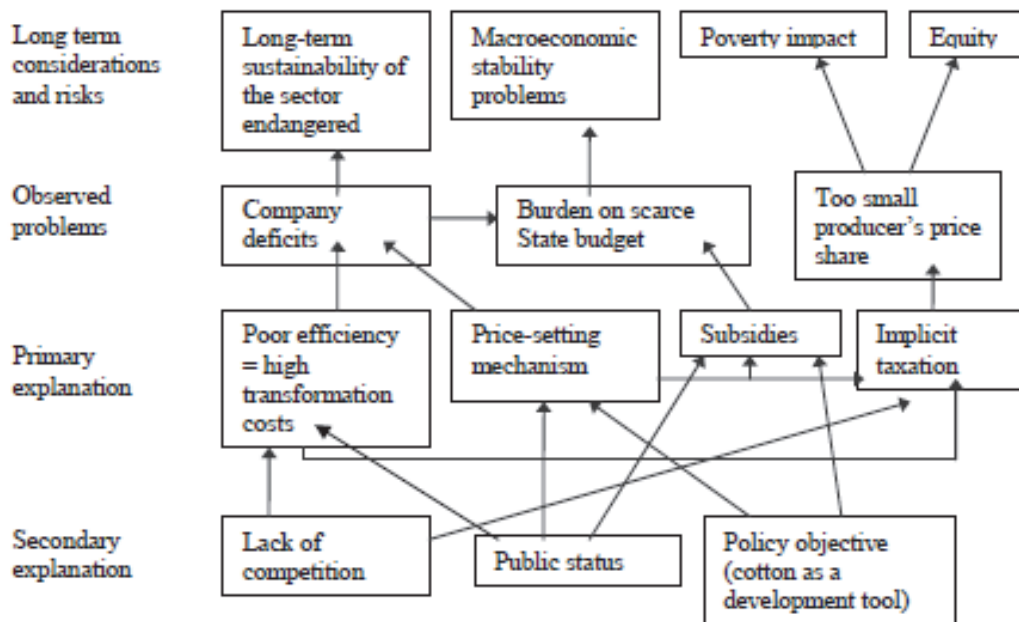 Long term
considerations
and risks
Long-term
sustainability of
the sector
endangered
Macroeconomic
stability
problems
Poverty impact
Equity
Observed
problems
Company
deficits
Burden on scarce
State budget
Too small
producer's price
share
Primary
explanation
Poor efficiency
= high
transformation
costs
Price-setting
mechanism
Subsidies
Implicit
taxation
Secondary
explanation
Lack of
competition
Public status
Policy objective
(cotton as a
development tool)